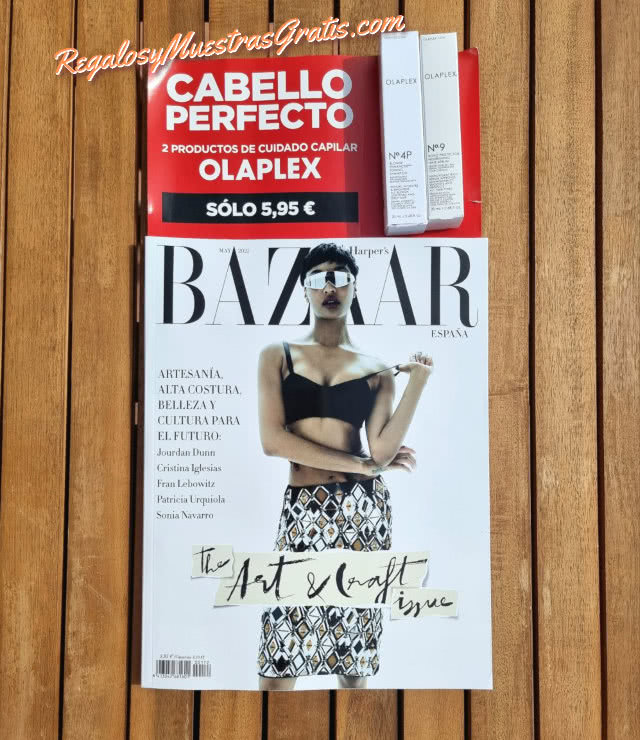 RegalosyMuestrasGratis.com
CABELLO
PERFECTO
2 PRODUCTOS DE CUIDADO CAPILAR
OLAPLEX
SÓLO 5,95 €
OLAPLEX
Nº4P
OLAPLEX
Nº9
Harper's
BAZAAR
ESPAÑA
ARTESANÍA,
ALTA COSTURA,
BELLEZA Y
CULTURA PARA
EL FUTURO:
Jourdan Dunn
Cristina Iglesias
Fran Lebowitz
Patricia Urquiola
Sonia Navarro
The Art & Craft
issue